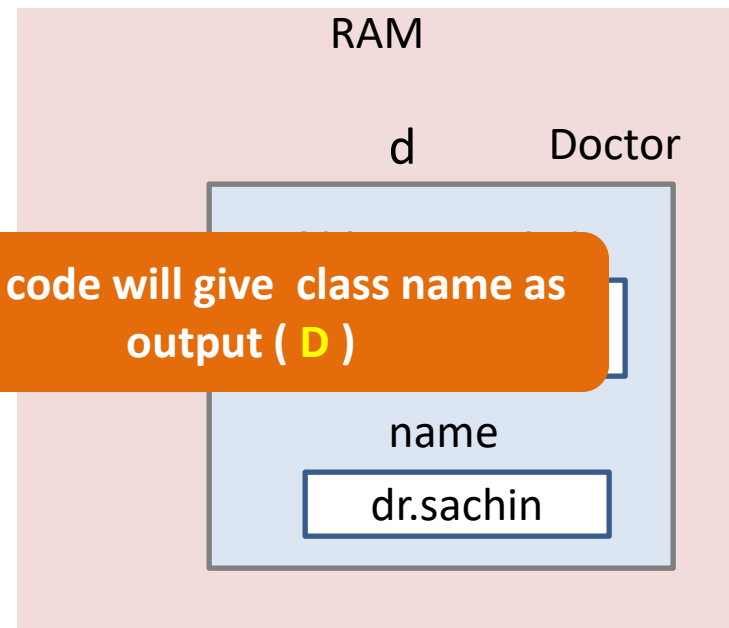 RAM
d Doctor
code will give class name as
output ( D )
name
dr.sachin